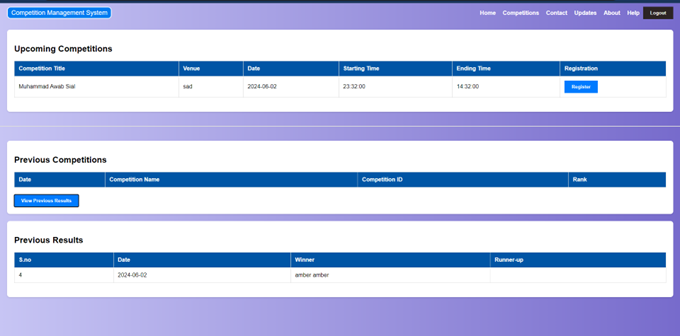 Competition Management System
Home Competitions Contact Updates About Help Logout
Upcoming Competitions
Competition Title Venue Date Starting Time Ending Time Registration
Muhammad Awab Sial sad 2024-06-02 23:32:00 14:32:00 Register
Previous Competitions
Date Competition Name Competition ID Rank
View Previous Results
Previous Results
S.no Date Winner Runner-up
4 2024-06-02 amber amber